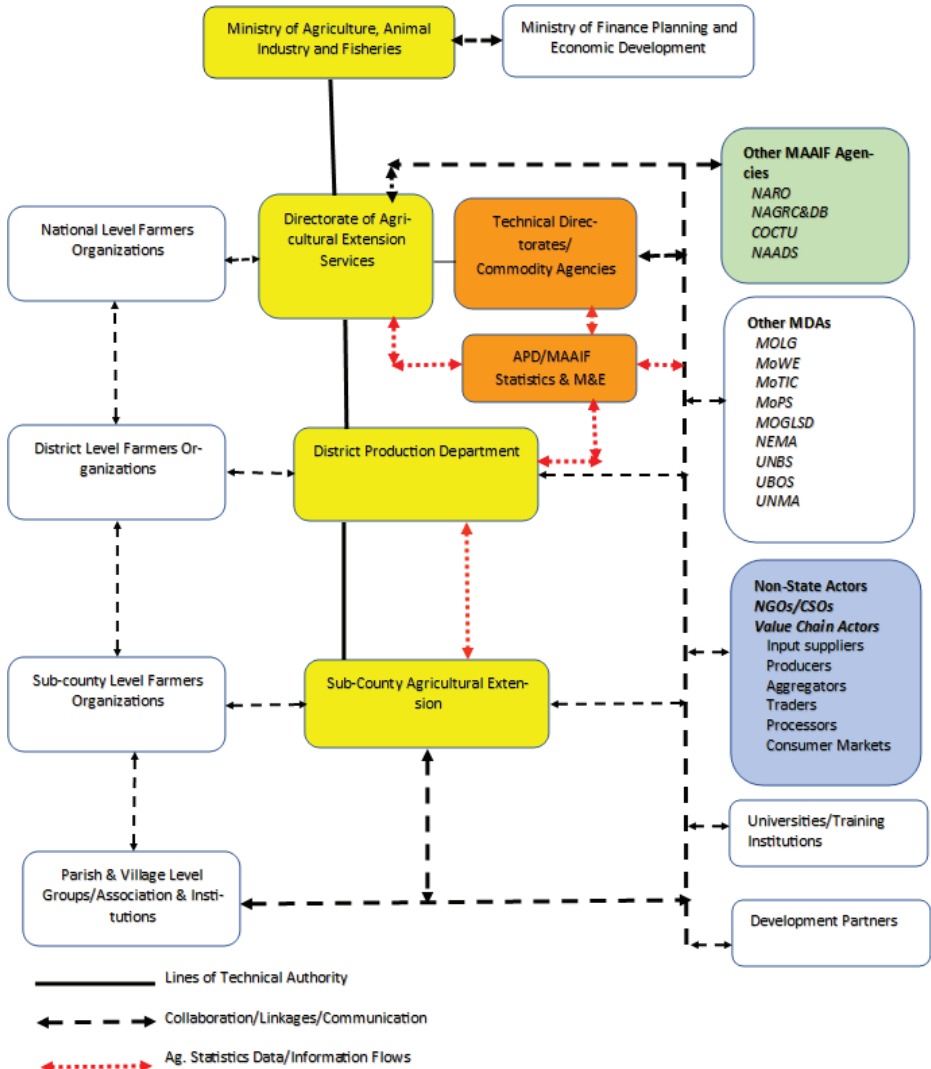 Ministry of Agriculture, Animal
Industry and Fisheries
Ministry of Finance Planning and
Economic Development
Other MAAIF Agen-
cies
NARO
NAGRC&DB
COCTU
NAADS
National Level Farmers
Organizations
Directorate of Agri-
cultural Extension
Services
Technical Direc-
torates/
Commodity Agencies
APD/MAAIF
Statistics & M&E
Other MDAs
MOLG
MoWE
MoTIC
MoPS
MOGLSD
NEMA
UNBS
UBOS
UNMA
District Level Farmers Or-
ganizations
District Production Department
Non-State Actors
NGOs/CSOs
Value Chain Actors
Input suppliers
Producers
Aggregators
Traders
Processors
Consumer Markets
Sub-county Level Farmers
Organizations
Sub-County Agricultural Exten-
sion
Universities/Training
Institutions
Parish & Village Level
Groups/Association & Insti-
tutions
Development Partners
Lines of Technical Authority
Collaboration/Linkages/Communication
Ag. Statistics Data/Information Flows